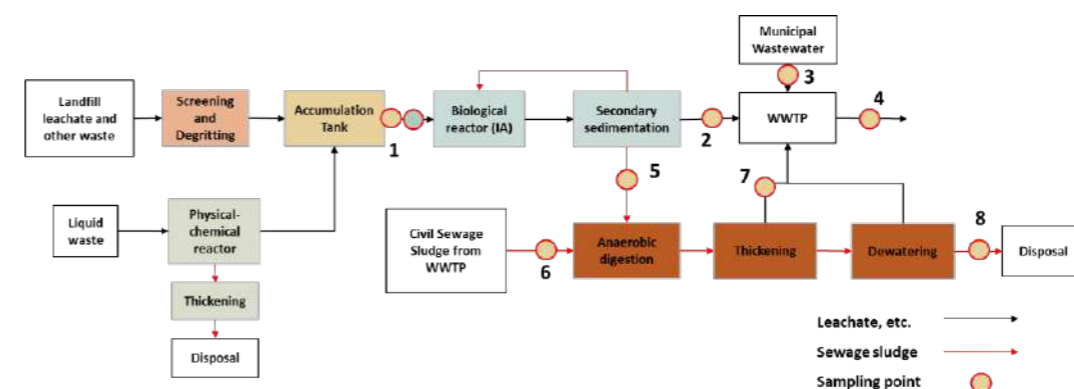 Municipal
Wastewater
3
Landfill
leachate and
other waste
Screening
and
Degritting
Accumulation
Tank
1
Biological
reactor (IA)
Secondary
sedimentation
2
WWTP
4
5
7
Liquid
waste
Physical-
chemical
reactor
Civil Sewage
Sludge from
WWTP
6
Anaerobic
digestion
Thickening
Dewatering
8
Disposal
Thickening
Disposal
Leachate, etc.
Sewage sludge
Sampling point